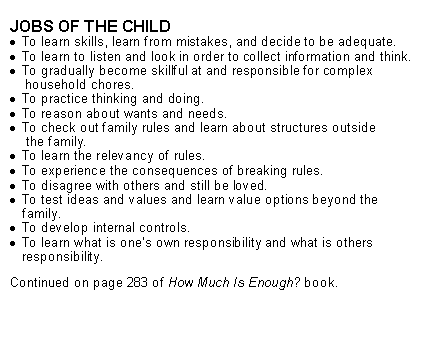 JOBS OF THE CHILD
• To learn skills, learn from mistakes, and decide to be adequate.
• To learn to listen and look in order to collect information and think.
• To gradually become skillful at and responsible for complex
household chores.
• To practice thinking and doing.
• To reason about wants and needs.
• To check out family rules and learn about structures outside
the family.
• To learn the relevancy of rules.
• To experience the consequences of breaking rules.
• To disagree with others and still be loved.
• To test ideas and values and learn value options beyond the
family.
• To develop internal controls.
• To learn what is one's own responsibility and what is others
responsibility.
Continued on page 283 of How Much Is Enough? book.